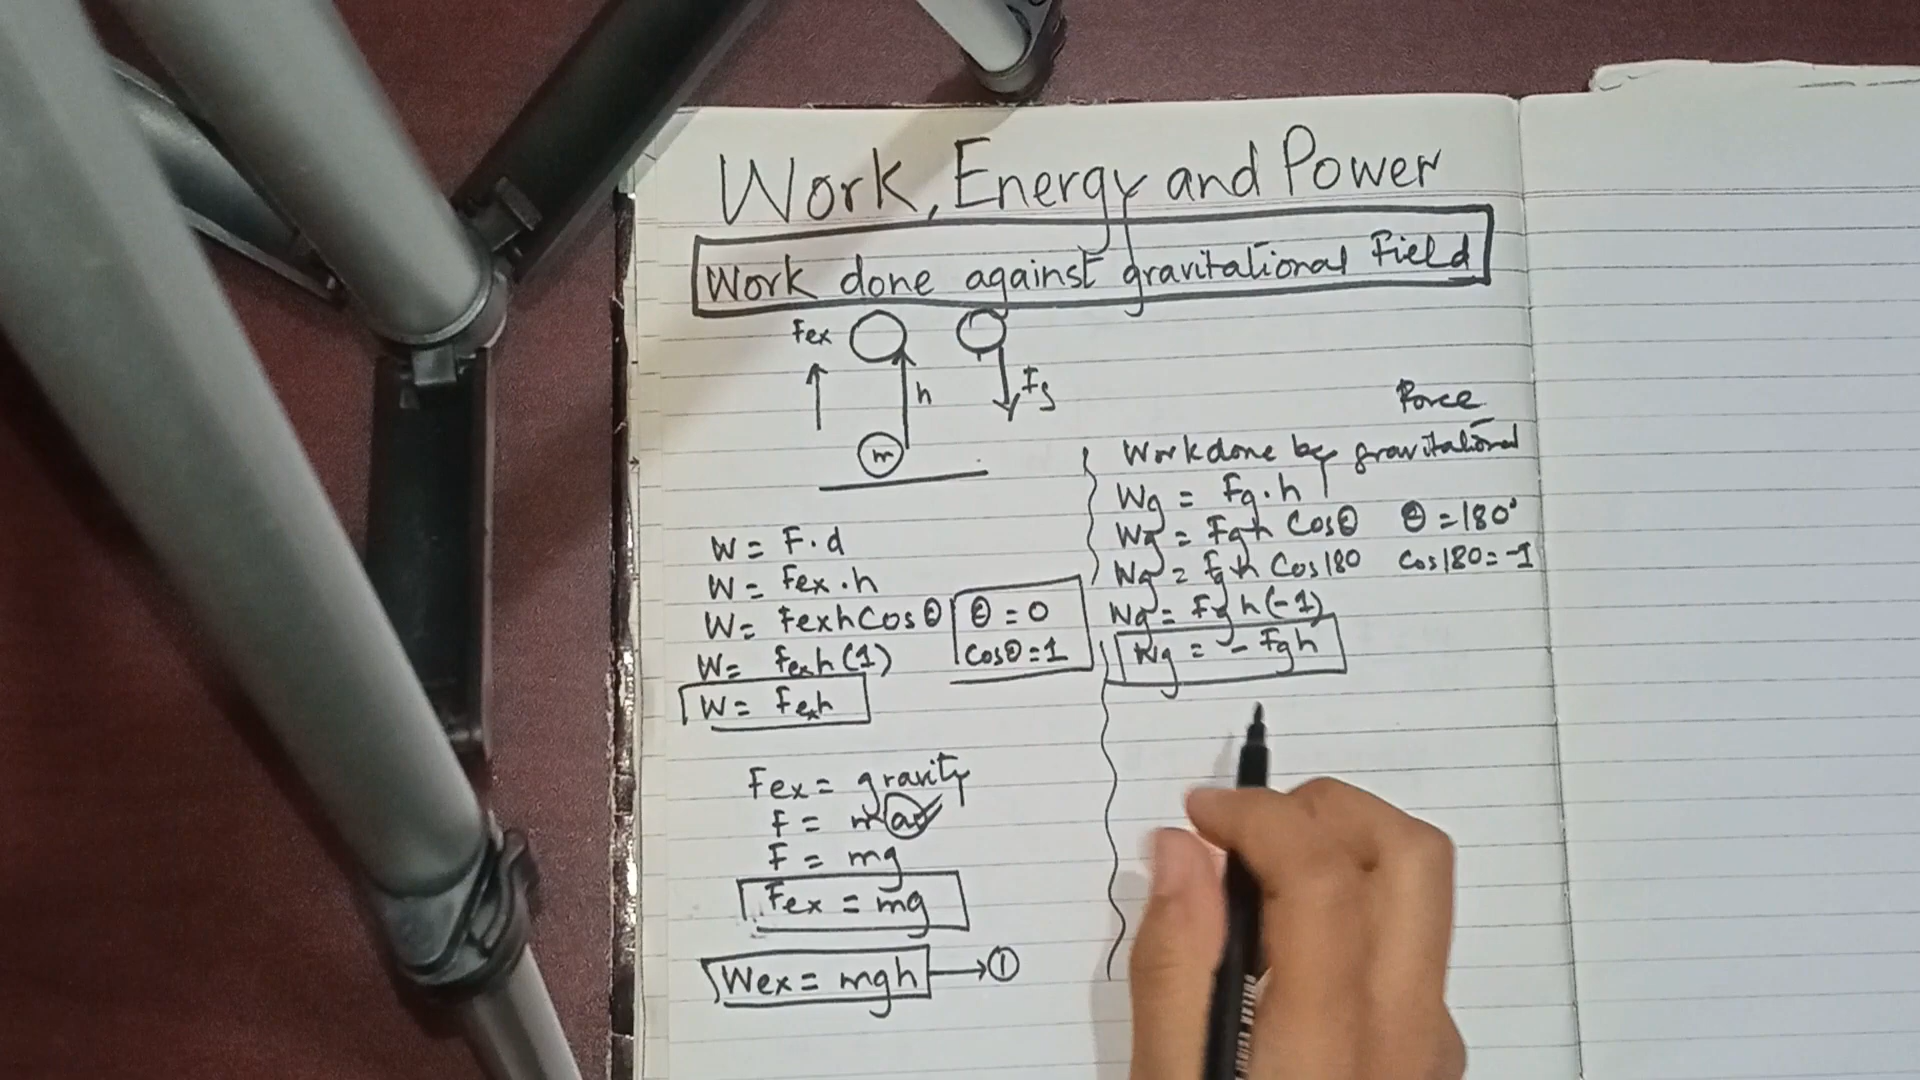 Work, Energy and Power
Work done against gravitational Field
Fex
h
Fg
m
W = F.d
W = Fex.h
W = FexhCosθ
W = Fexh(1)
W = Fexh
θ = 0
cosθ = 1
Fex = gravity
F = ma
F = mg
Fex = mg
Wex = mgh → ①
Force
Workdone by gravitational
Wg = Fg.h
Wg = Fgh Cosθ θ = 180°
Wg = Fgh Cos180 Cos180 = -1
Wg = Fgh(-1)
Wg = - Fgh